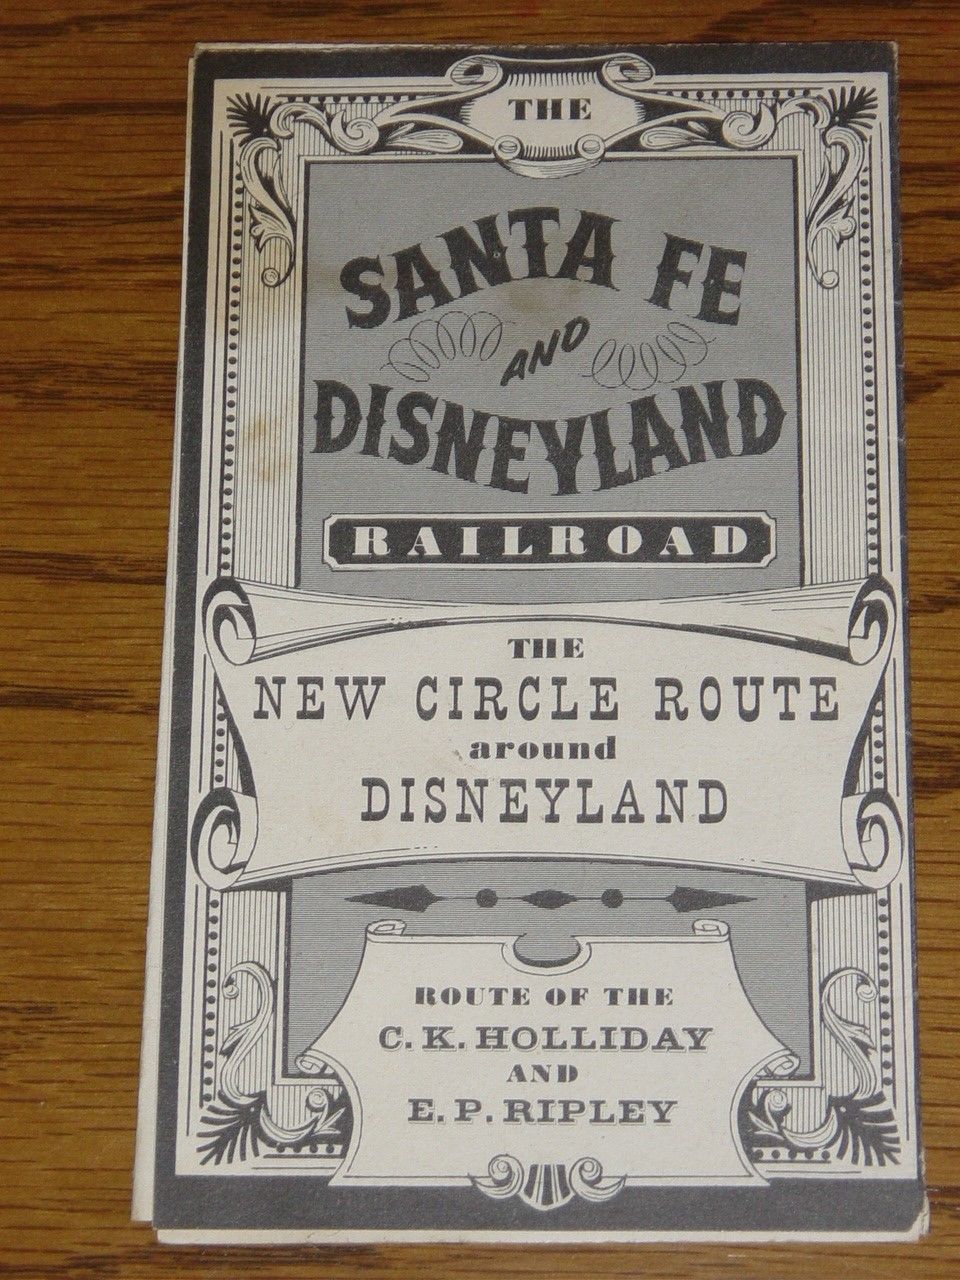 THE
SANTA FE
AND
DISNEYLAND
RAILROAD
THE
NEW CIRCLE ROUTE
around
DISNEYLAND
ROUTE OF THE
C. K. HOLLIDAY
AND
E. P. RIPLEY